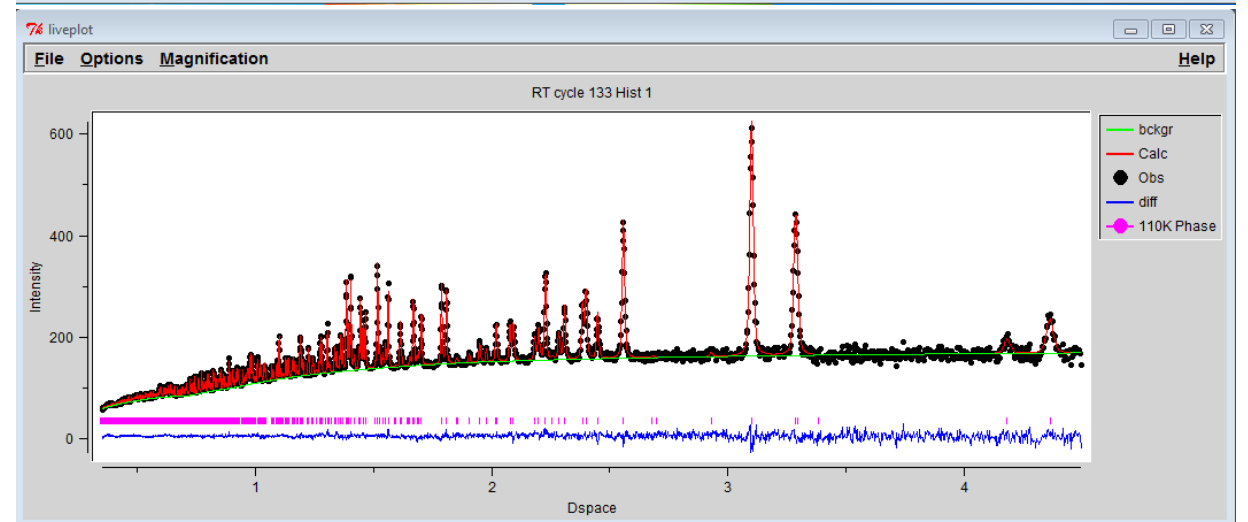 liveplot
File Options Magnification Help
RT cycle 133 Hist 1
600
400
200
0
Intensity
1 2 3 4
Dspace
bckgr
Calc
Obs
diff
110K Phase